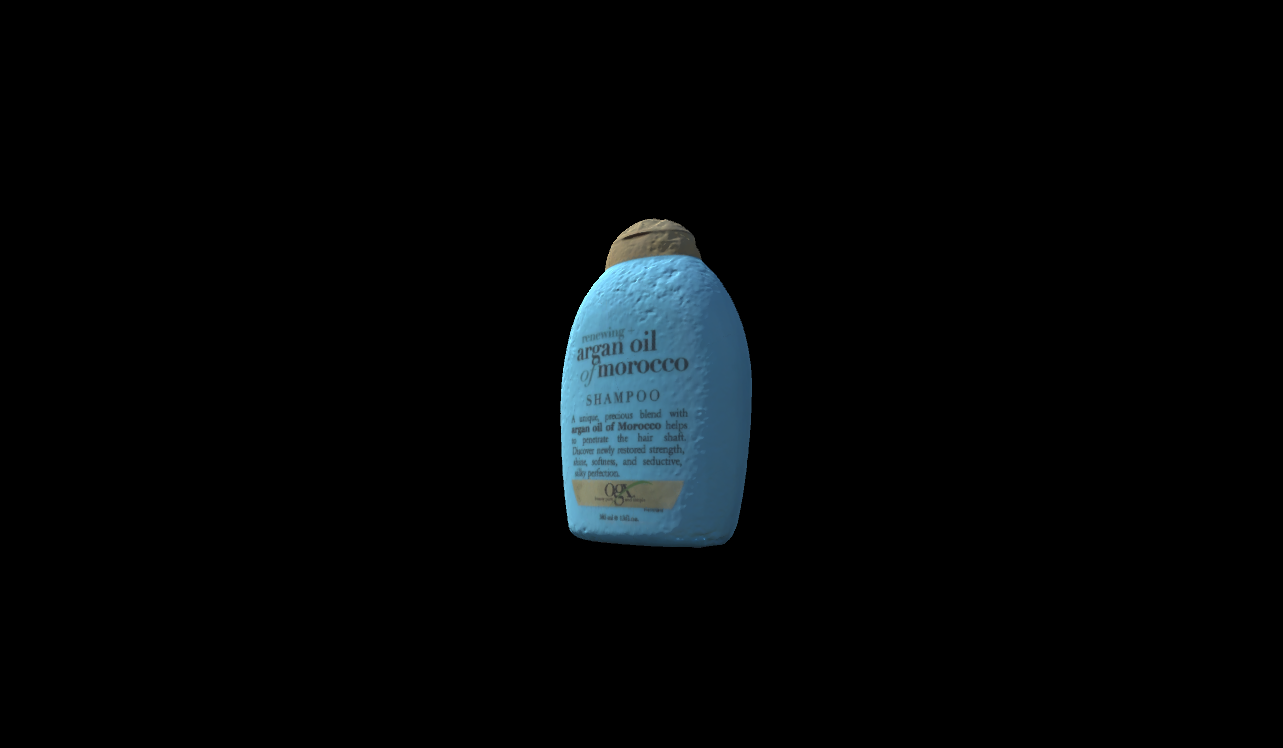 renewing
argan oil
of morocco
SHAMPOO
A unique, precious blend with
argan oil of Morocco helps
to penetrate the hair shaft.
Discover newly restored strength,
shine, softness, and seductive,
silky perfection.
Ogx